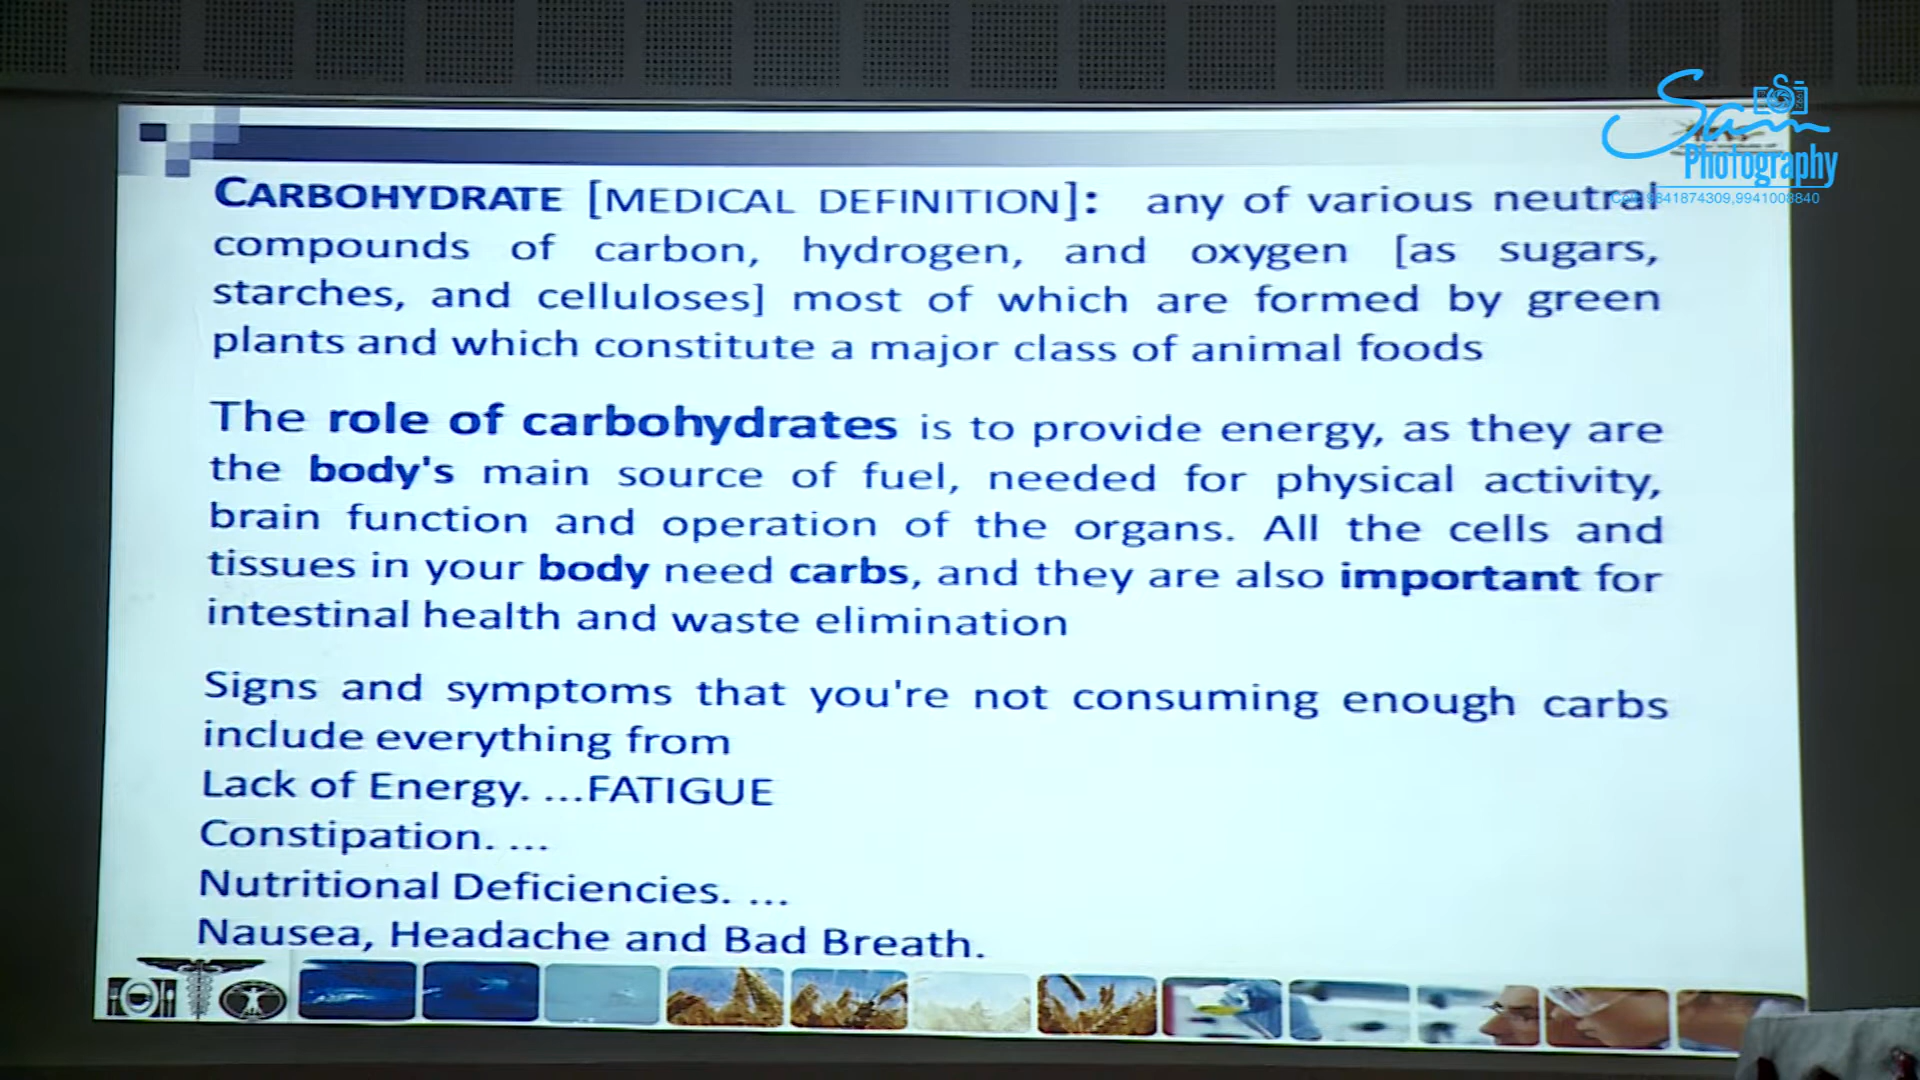 Sam
Photography
Call 9841874309,9941008840
CARBOHYDRATE [MEDICAL DEFINITION]: any of various neutral
compounds of carbon, hydrogen, and oxygen [as sugars,
starches, and celluloses] most of which are formed by green
plants and which constitute a major class of animal foods
The role of carbohydrates is to provide energy, as they are
the body's main source of fuel, needed for physical activity,
brain function and operation of the organs. All the cells and
tissues in your body need carbs, and they are also important for
intestinal health and waste elimination
Signs and symptoms that you're not consuming enough carbs
include everything from
Lack of Energy. ...FATIGUE
Constipation. ...
Nutritional Deficiencies. ...
Nausea, Headache and Bad Breath.